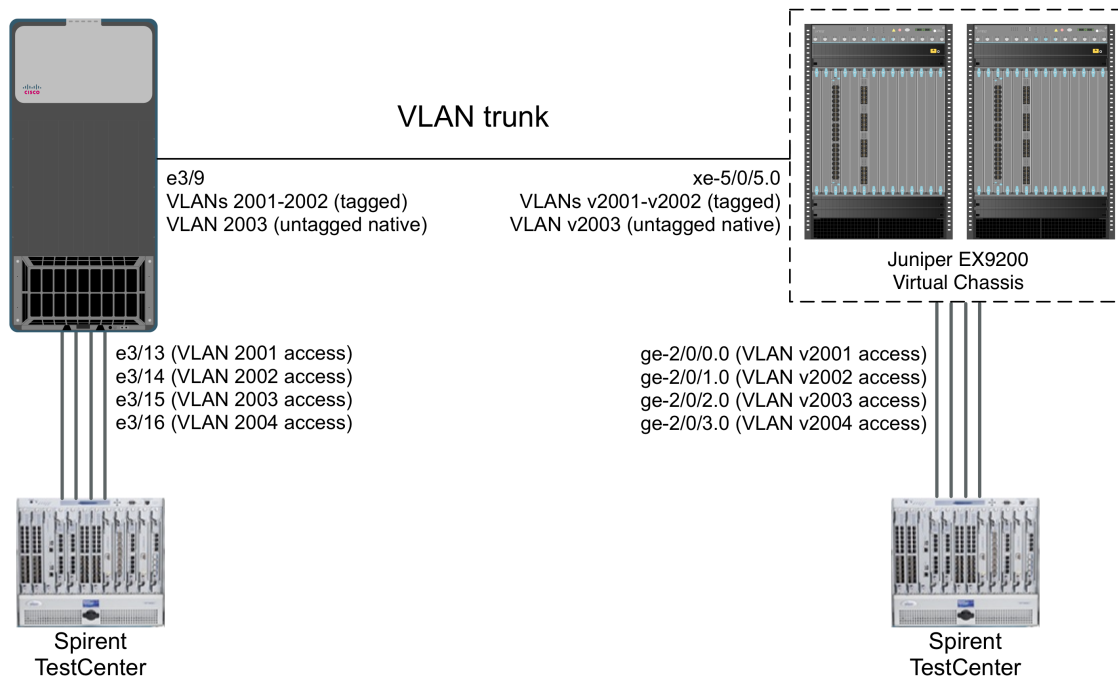 CISCO
VLAN trunk
e3/9
VLANs 2001-2002 (tagged)
VLAN 2003 (untagged native)
xe-5/0/5.0
VLANs v2001-v2002 (tagged)
VLAN v2003 (untagged native)
Juniper EX9200
Virtual Chassis
e3/13 (VLAN 2001 access)
e3/14 (VLAN 2002 access)
e3/15 (VLAN 2003 access)
e3/16 (VLAN 2004 access)
ge-2/0/0.0 (VLAN v2001 access)
ge-2/0/1.0 (VLAN v2002 access)
ge-2/0/2.0 (VLAN v2003 access)
ge-2/0/3.0 (VLAN v2004 access)
Spirent
TestCenter
Spirent
TestCenter